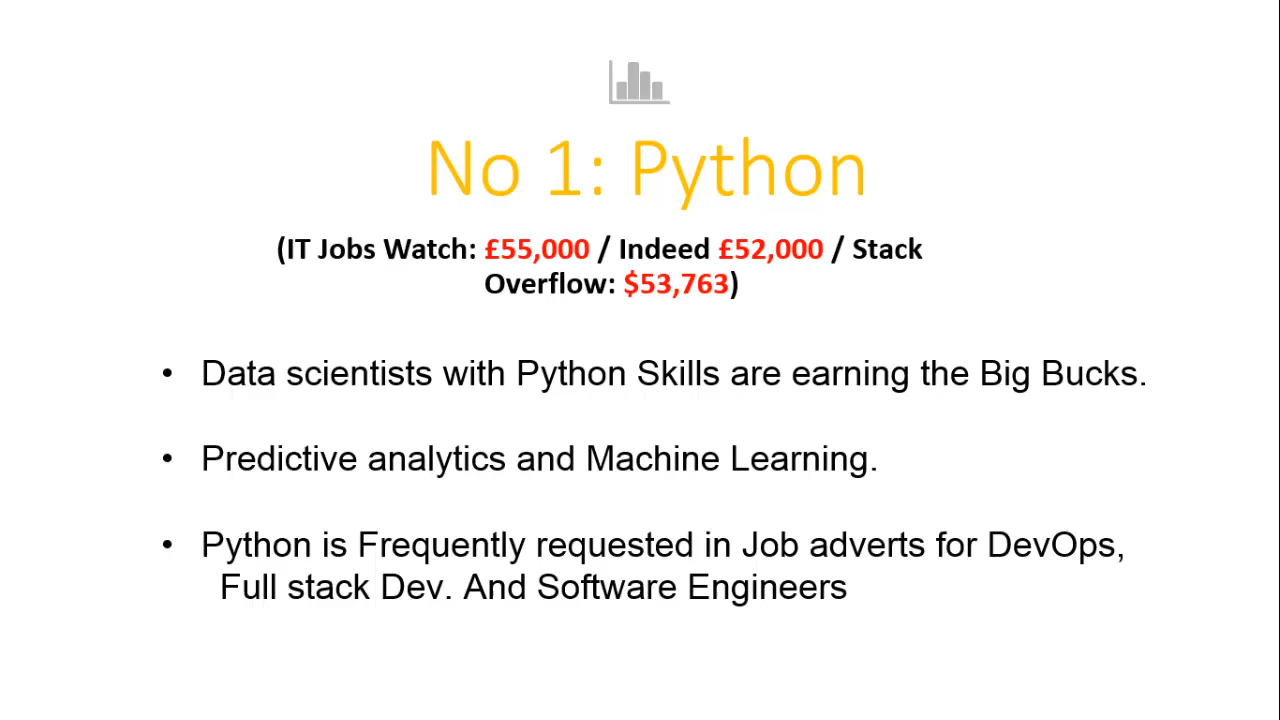 No 1: Python
(IT Jobs Watch: £55,000 / Indeed £52,000 / Stack
Overflow: $53,763)
• Data scientists with Python Skills are earning the Big Bucks.
• Predictive analytics and Machine Learning.
• Python is Frequently requested in Job adverts for DevOps,
Full stack Dev. And Software Engineers